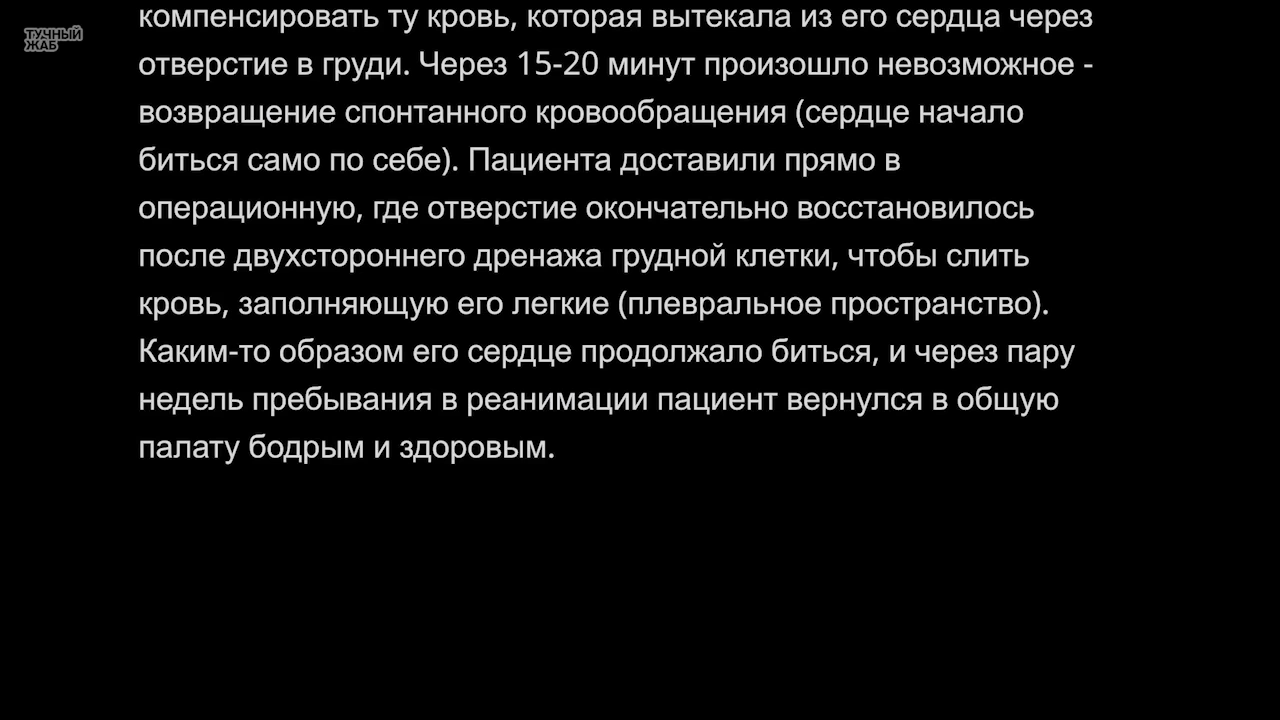 ТУЧНЫЙ
ЖАБ
компенсировать ту кровь, которая вытекала из его сердца через
отверстие в груди. Через 15-20 минут произошло невозможное -
возвращение спонтанного кровообращения (сердце начало
биться само по себе). Пациента доставили прямо в
операционную, где отверстие окончательно восстановилось
после двухстороннего дренажа грудной клетки, чтобы слить
кровь, заполняющую его легкие (плевральное пространство).
Каким-то образом его сердце продолжало биться, и через пару
недель пребывания в реанимации пациент вернулся в общую
палату бодрым и здоровым.